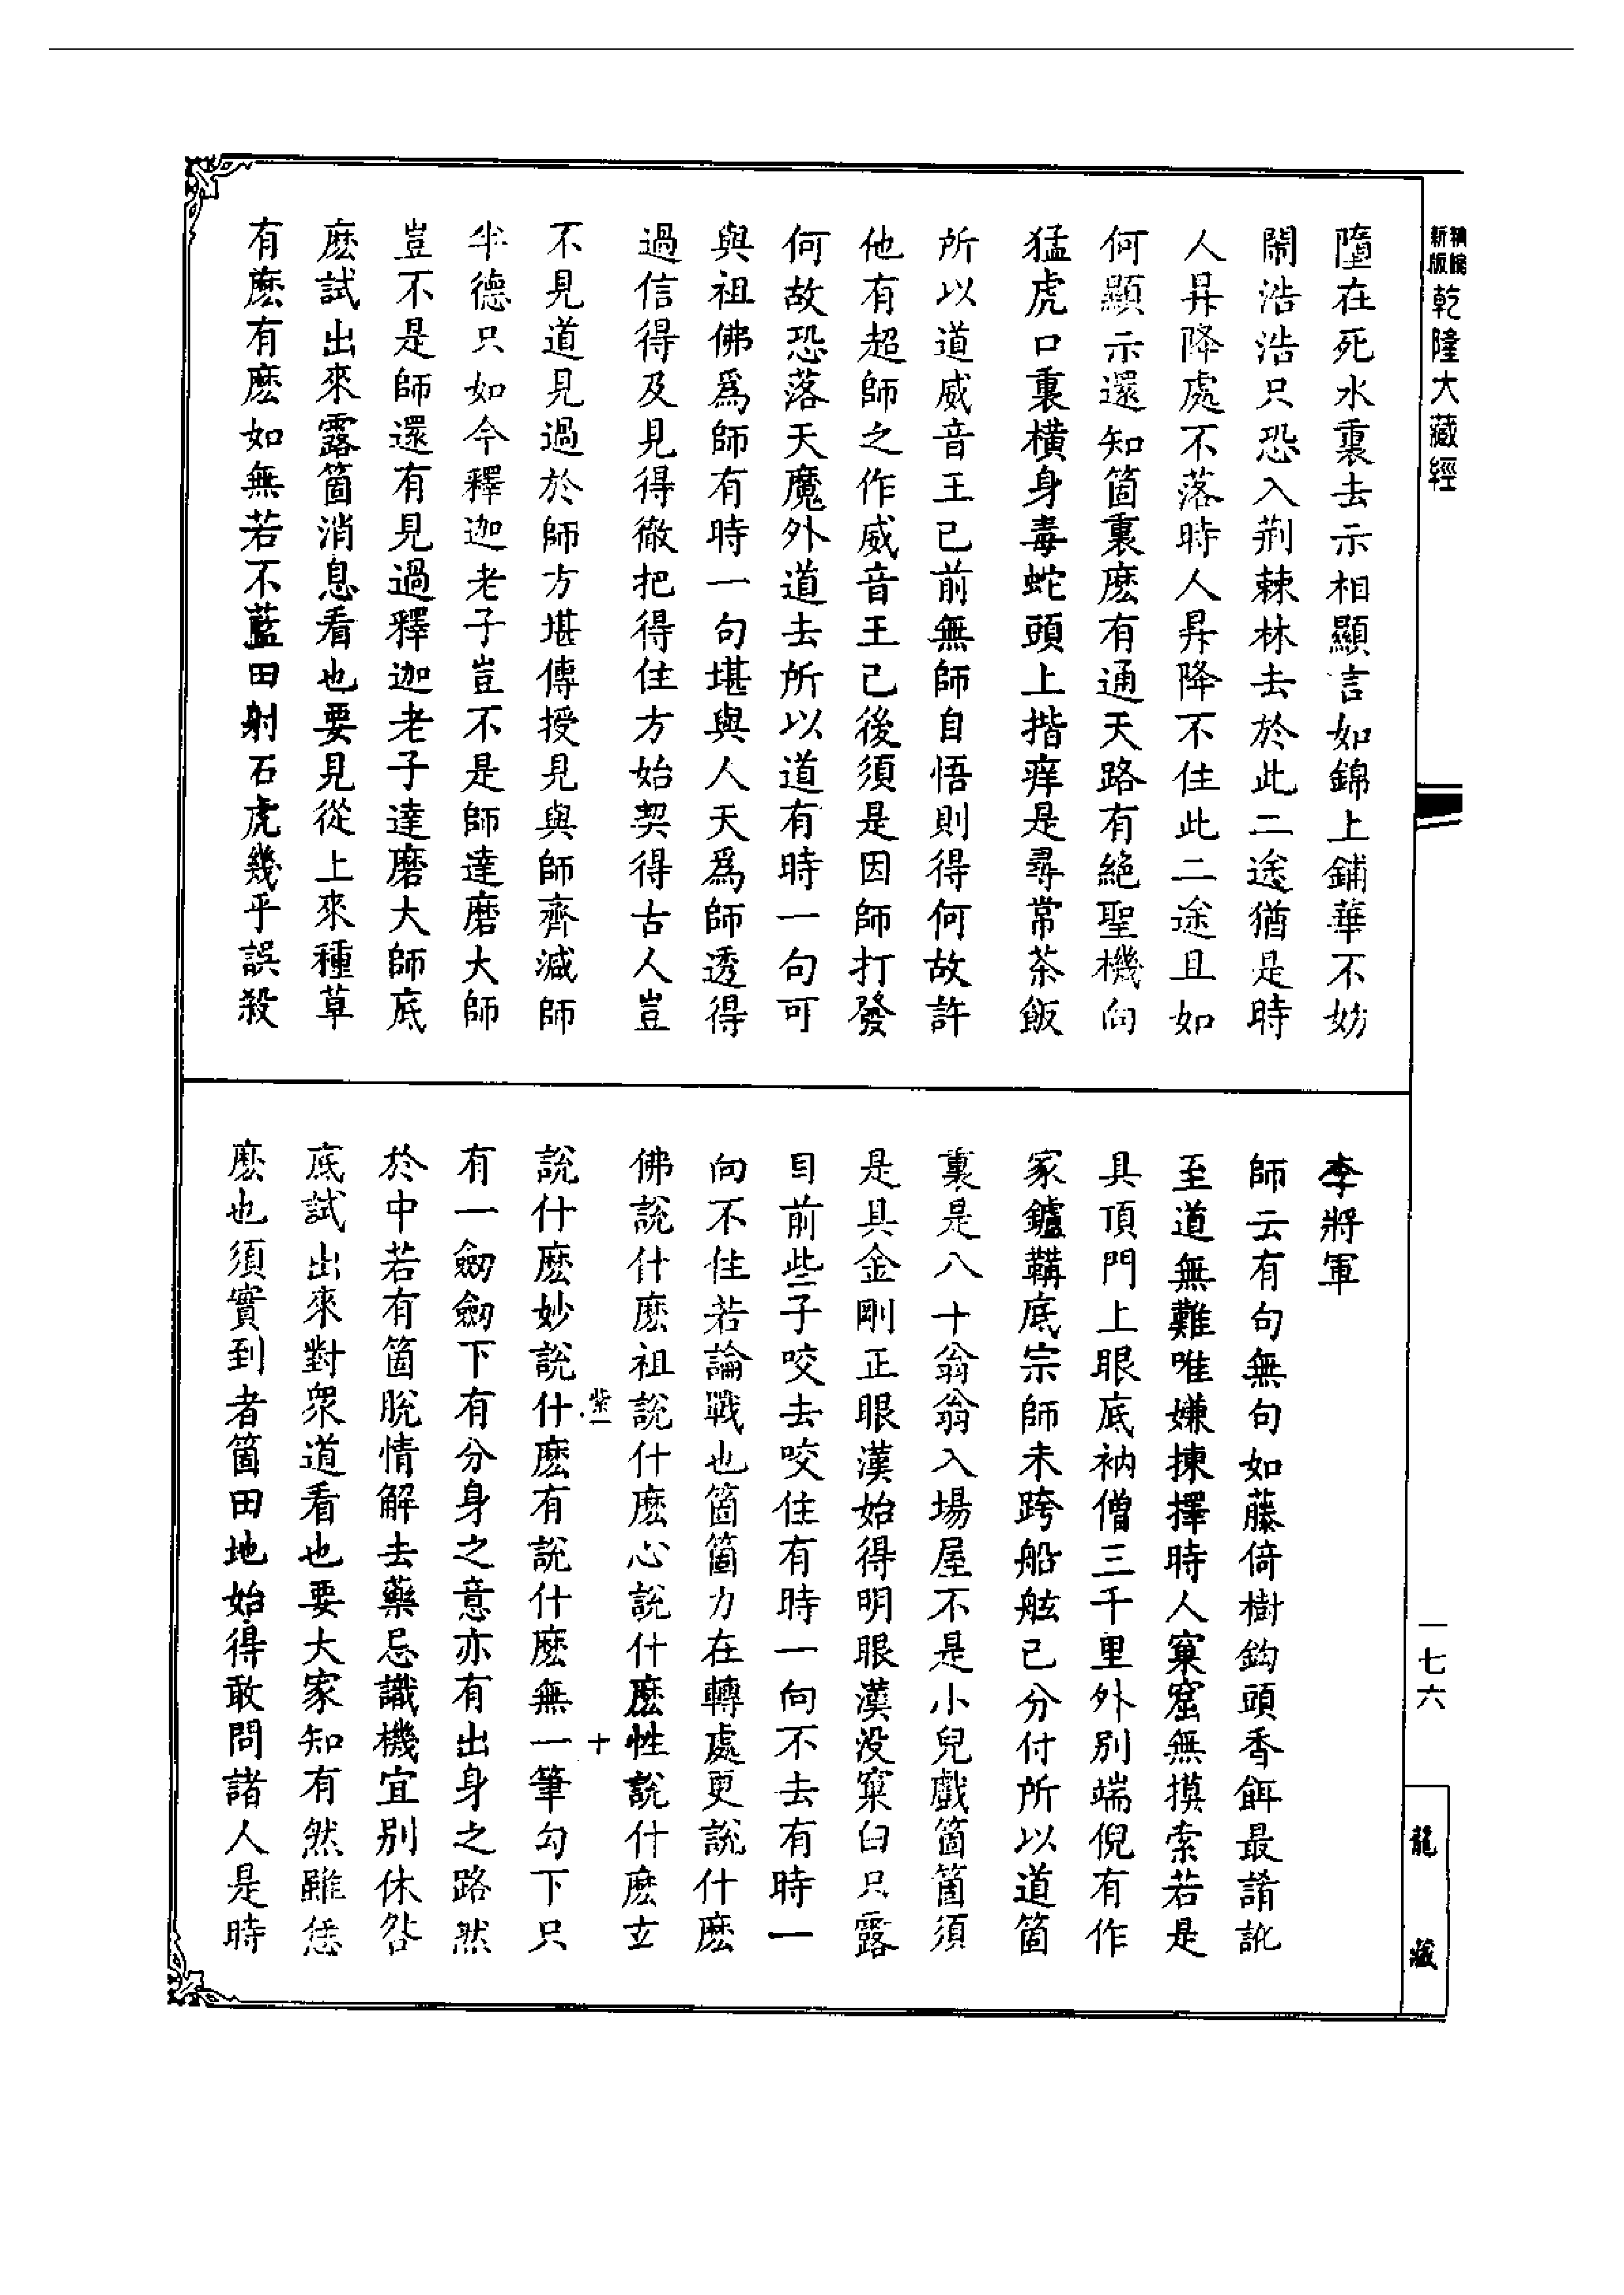 新編
新版
乾隆大藏經
墮在死水裏去示相顯言如錦上鋪華不妨
閙浩浩只恐入荆棘林去於此二途猶是時
人昇降處不落時人昇降不住此二途且如
何顯示還知箇裏麽有通天路有絕聖機向
猛虎口裏橫身毒蛇頭上揩痒是尋常茶飯
所以道威音王已前無師自悟則得何故許
他有超師之作威音王已後須是因師打發
何故恐落天魔外道去所以道有時一句可
與祖佛爲師有時一句堪與人天爲師透得
過信得及見得徹把得住方始契得古人豈
不見道見過於師方堪傳授見與師齊減師
半德只如今釋迦老子豈不是師達磨大師
豈不是師還有見過釋迦老子達磨大師底
麽試出來露箇消息看也要見從上來種草
有麽有麽如無若不藍田射石虎幾乎誤殺
李將軍
師云有句無句如藤倚樹鈎頭香餌最誵訛
至道無難唯嫌揀擇時人窠窟無摸索若是
具頂門上眼底衲僧三千里外別端倪有作
家鑪鞲底宗師未跨船舷已分付所以道箇
裏是八十翁翁入場屋不是小兒戲箇箇須
是具金剛正眼漢始得明眼漢没窠臼只露
目前些子咬去咬住有時一向不去有時一
向不住若論戰也箇箇力在轉處更說什麽
佛說什麽祖說什麽心說什麽性說什麽玄
說什麽妙說什麽有說什麽無一筆勾下只
紫一
十
有一劒劒下有分身之意亦有出身之路然
於中若有箇脫情解去藥忌識機宜別休咎
底試出來對衆道看也要大家知有然雖恁
麽也須實到者箇田地始得敢問諸人是時
一七六
龍藏